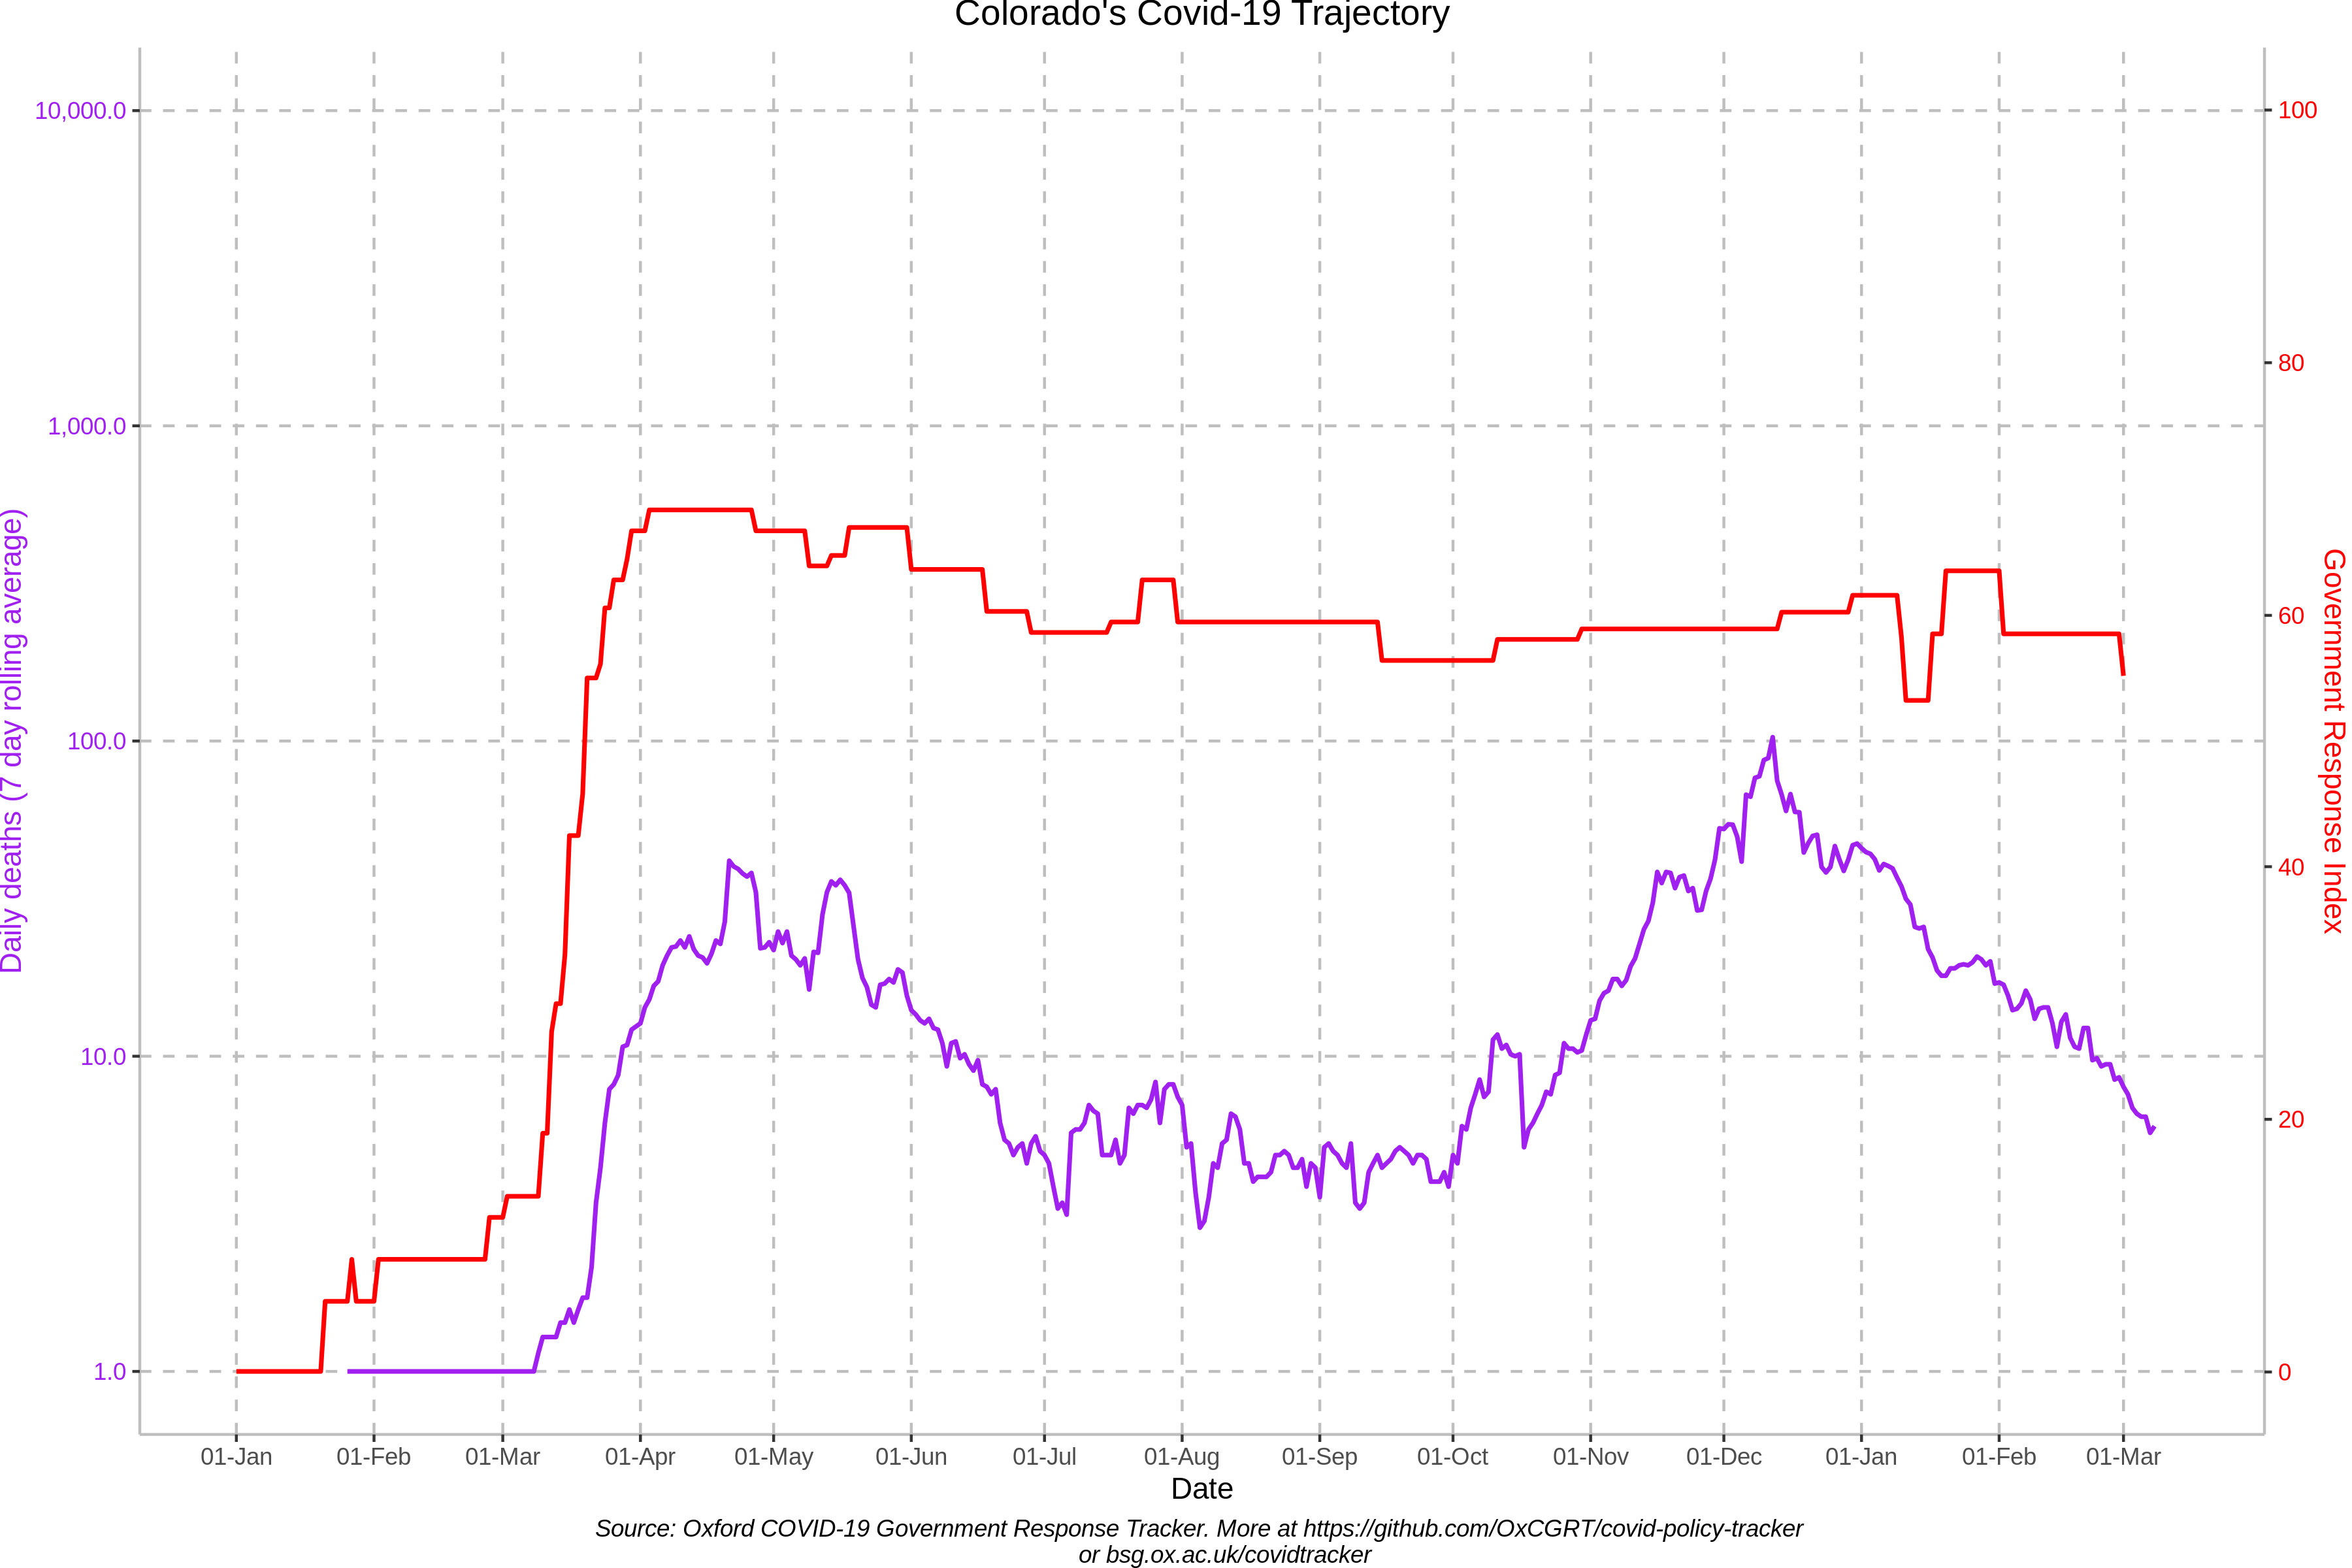 Colorado's Covid-19 Trajectory
10,000.0
1,000.0
100.0
10.0
1.0
Daily deaths (7 day rolling average)
100
80
60
40
20
0
Government Response Index
01-Jan 01-Feb 01-Mar 01-Apr 01-May 01-Jun 01-Jul 01-Aug 01-Sep 01-Oct 01-Nov 01-Dec 01-Jan 01-Feb 01-Mar
Date
Source: Oxford COVID-19 Government Response Tracker. More at https://github.com/OxCGRT/covid-policy-tracker
or bsg.ox.ac.uk/covidtracker